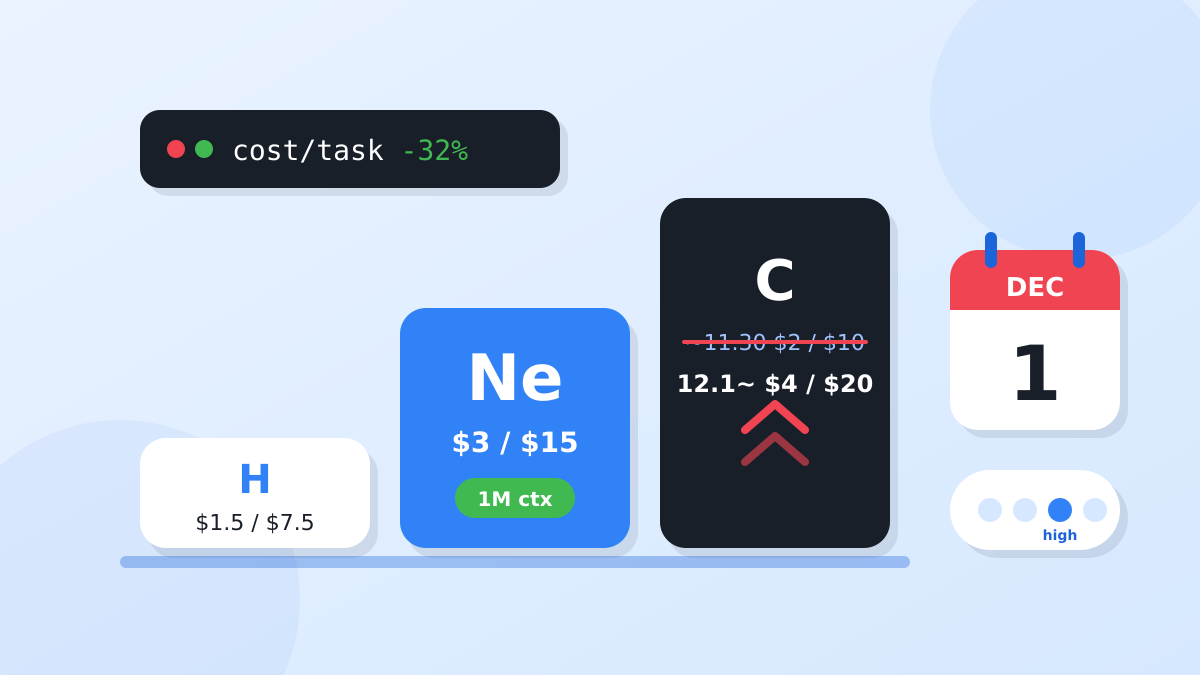 cost/task -32%
H
$1.5 / $7.5
Ne
$3 / $15
1M ctx
C
~11.30 $2 / $10
12.1~ $4 / $20
DEC
1
high